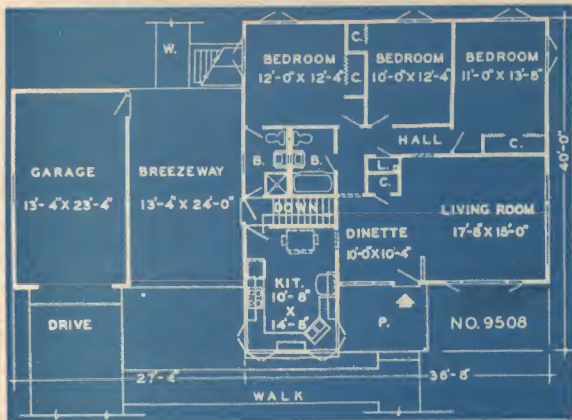 W.
BEDROOM
12'-0" X 12'-4"
C.
C.
BEDROOM
10'-0" X 12'-4"
BEDROOM
11'-0" X 13'-8"
HALL
C.
GARAGE
13'-4" X 23'-4"
BREEZEWAY
13'-4" X 24'-0"
B.
B.
L.
C.
DOWN
DINETTE
10'-0" X 10'-4"
LIVING ROOM
17'-8" X 18'-0"
KIT.
10'-8"
X
14'-8"
P.
NO. 9508
DRIVE
27'-4"
36'-8"
40'-0"
WALK